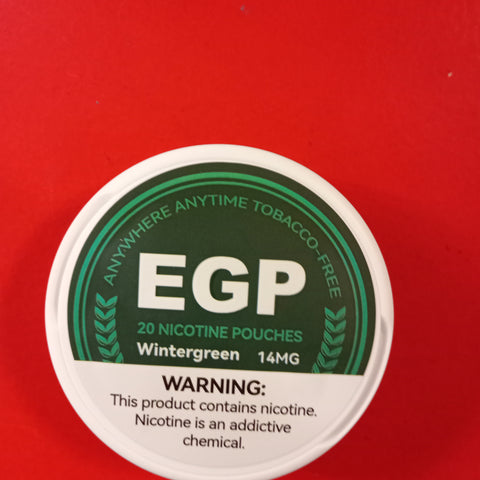 ANYWHERE ANYTIME TOBACCO-FREE
EGP
20 NICOTINE POUCHES
Wintergreen 14MG
WARNING:
This product contains nicotine.
Nicotine is an addictive
chemical.